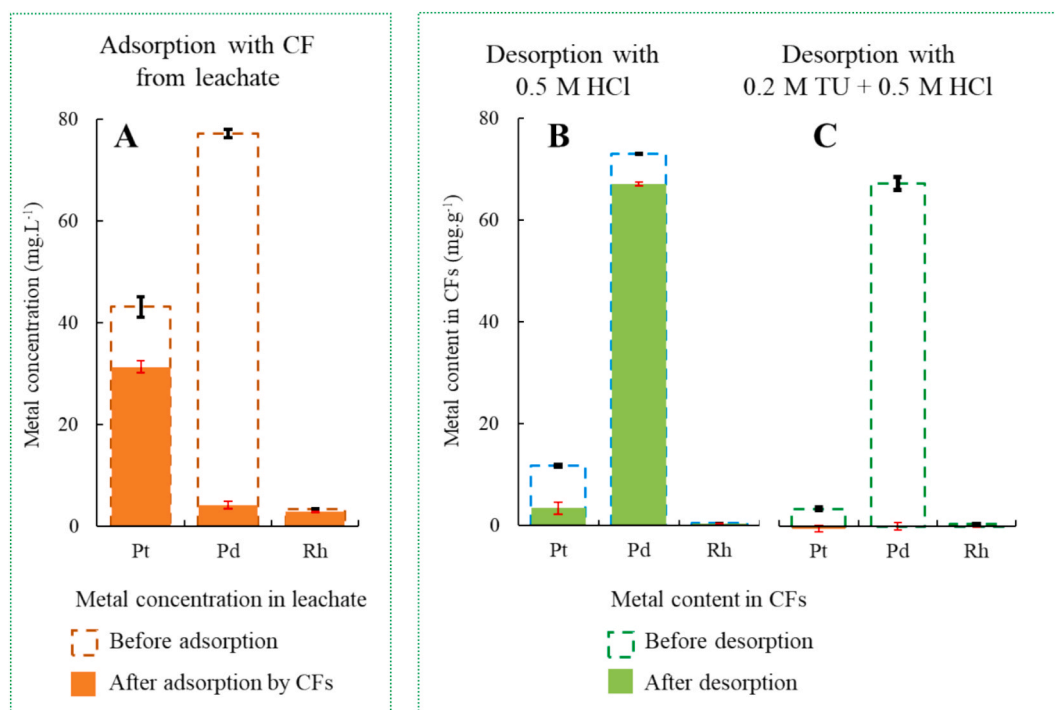 Adsorption with CF
from leachate
A
Metal concentration (mg.L⁻¹)
80
60
40
20
0
Pt Pd Rh
Metal concentration in leachate
Before adsorption
After adsorption by CFs
Desorption with
0.5 M HCl
Desorption with
0.2 M TU + 0.5 M HCl
B
C
Metal content in CFs (mg.g⁻¹)
80
60
40
20
0
Pt Pd Rh
Pt Pd Rh
Metal content in CFs
Before desorption
After desorption